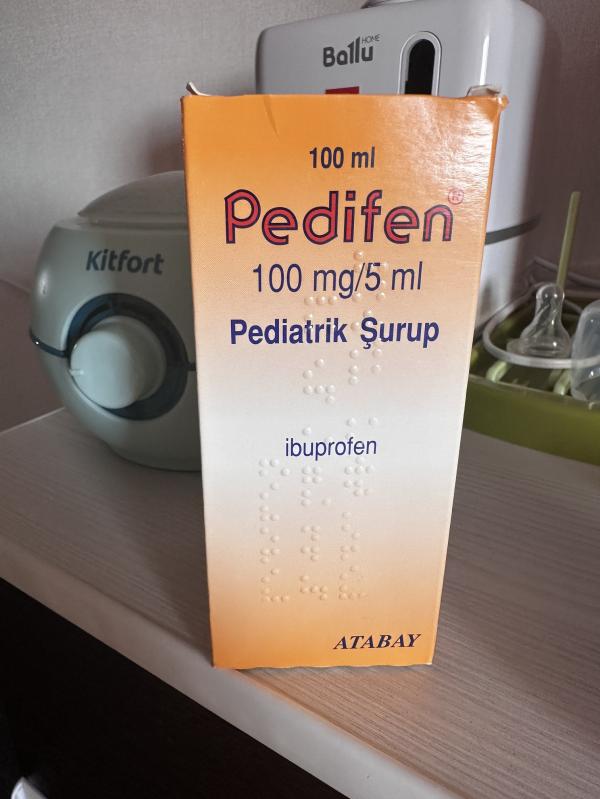 Ballu
HOME
100 ml
Pedifen®
100 mg/5 ml
Kitfort
Pediatrik Şurup
ibuprofen
ATABAY